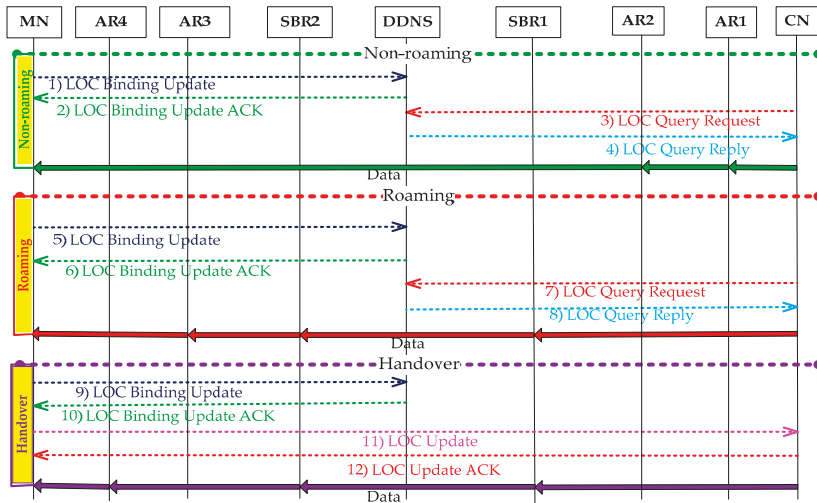 MN AR4 AR3 SBR2 DDNS SBR1 AR2 AR1 CN
Non-roaming
Non-roaming
1) LOC Binding Update
2) LOC Binding Update ACK
3) LOC Query Request
4) LOC Query Reply
Data
Roaming
Roaming
5) LOC Binding Update
6) LOC Binding Update ACK
7) LOC Query Request
8) LOC Query Reply
Data
Handover
Handover
9) LOC Binding Update
10) LOC Binding Update ACK
11) LOC Update
12) LOC Update ACK
Data